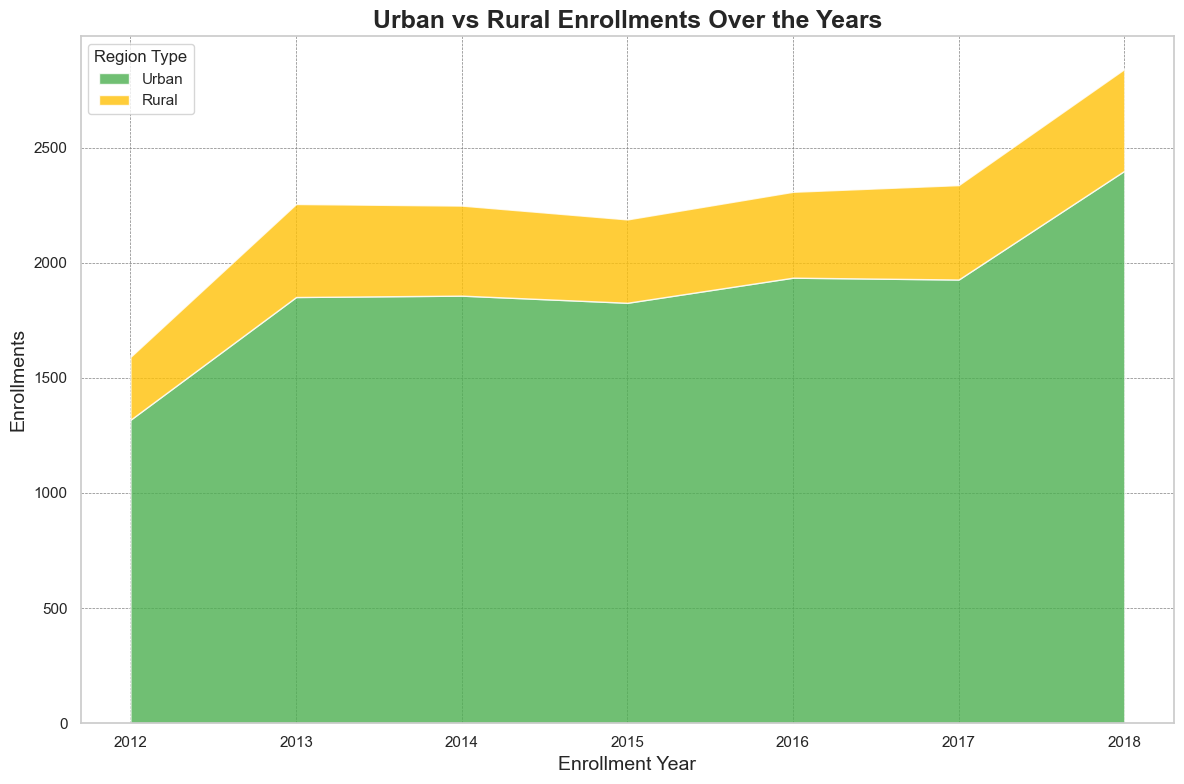 Urban vs Rural Enrollments Over the Years
Region Type
Urban
Rural
Enrollments
2500
2000
1500
1000
500
0
2012 2013 2014 2015 2016 2017 2018
Enrollment Year